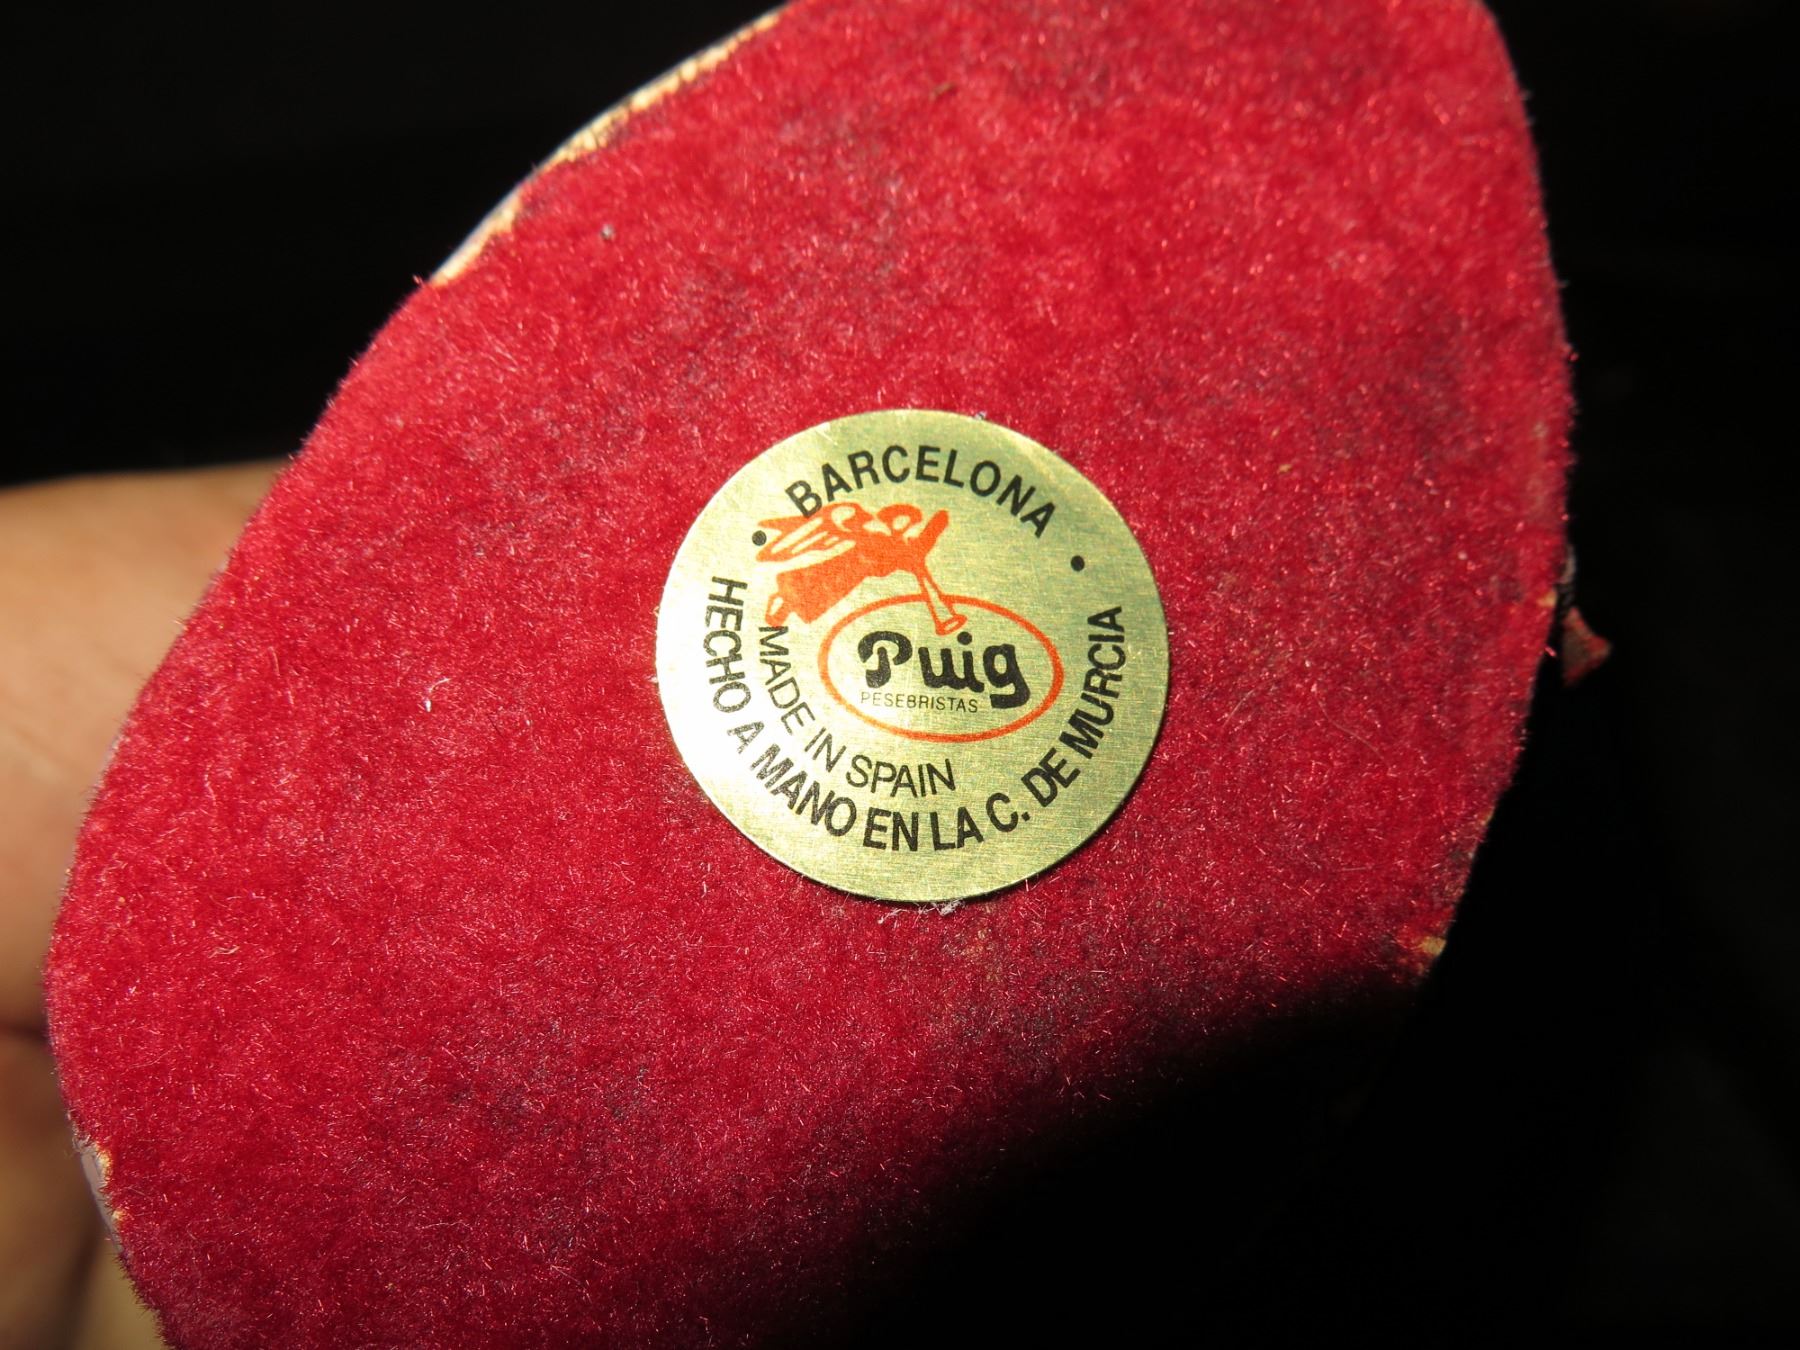 BARCELONA
Puig
PESEBRISTAS
MADE IN SPAIN
HECHO A MANO EN LA C. DE MURCIA